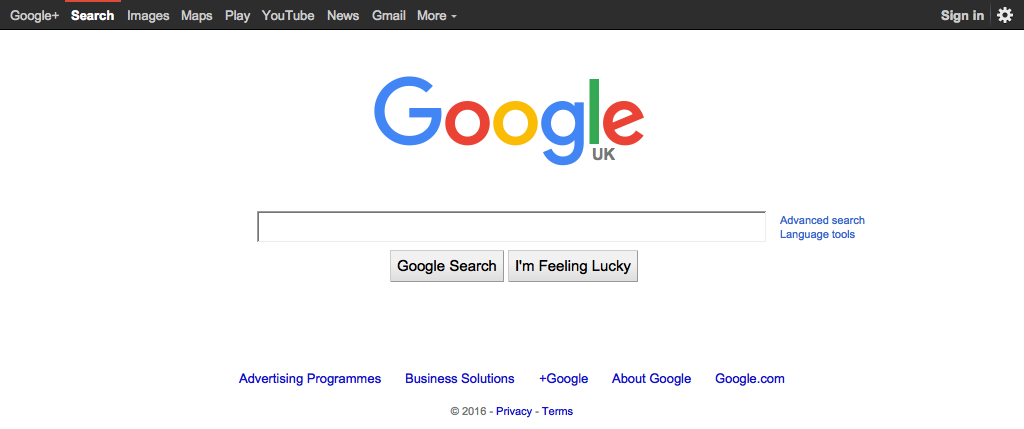 Google+ Search Images Maps Play YouTube News Gmail More Sign in
Google
UK
Advanced search
Language tools
Google Search I'm Feeling Lucky
Advertising Programmes Business Solutions +Google About Google Google.com
© 2016 - Privacy - Terms